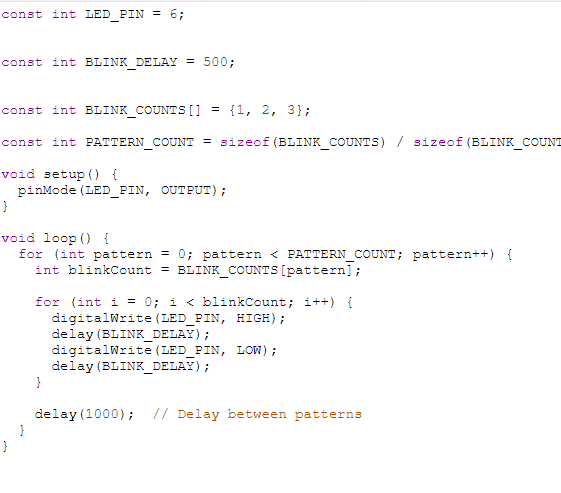 const int LED_PIN = 6;
const int BLINK_DELAY = 500;
const int BLINK_COUNTS[] = {1, 2, 3};
const int PATTERN_COUNT = sizeof(BLINK_COUNTS) / sizeof(BLINK_COUNT
void setup() {
  pinMode(LED_PIN, OUTPUT);
}
void loop() {
  for (int pattern = 0; pattern < PATTERN_COUNT; pattern++) {
    int blinkCount = BLINK_COUNTS[pattern];
    for (int i = 0; i < blinkCount; i++) {
      digitalWrite(LED_PIN, HIGH);
      delay(BLINK_DELAY);
      digitalWrite(LED_PIN, LOW);
      delay(BLINK_DELAY);
    }
    delay(1000);  // Delay between patterns
  }
}